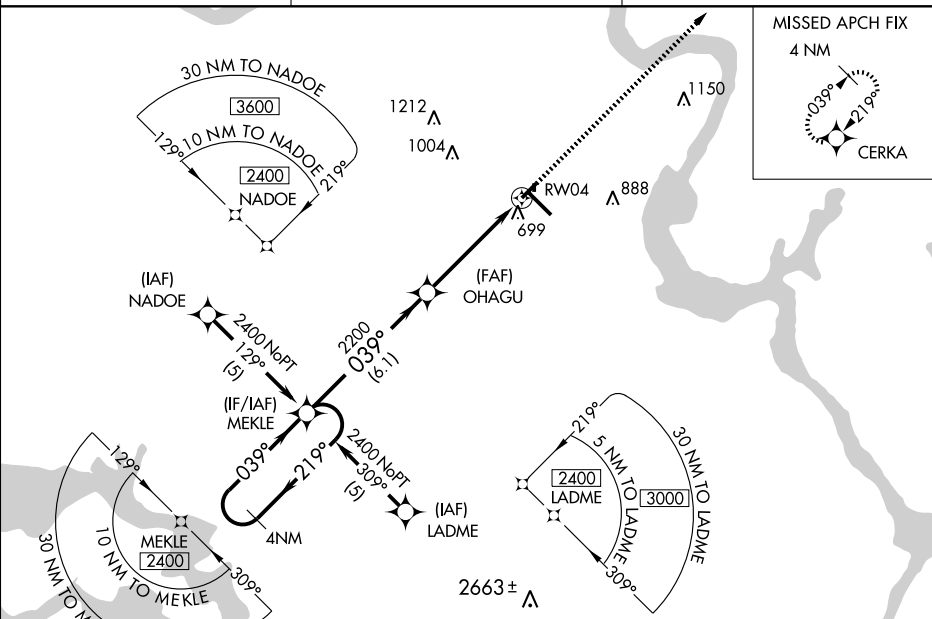 MISSED APCH FIX
4 NM
039°
219°
CERKA
30 NM TO NADOE
3600
10 NM TO NADOE
129°
219°
2400
NADOE
1212
1004
1150
RW04
888
699
(FAF)
OHAGU
(IAF)
NADOE
2400 NoPT
129°
(5)
2200
039°
(6.1)
(IF/IAF)
MEKLE
039°
219°
4NM
2400 NoPT
309°
(5)
(IAF)
LADME
219°
5 NM TO LADME
30 NM TO LADME
2400
LADME
3000
309°
129°
MEKLE
2400
10 NM TO MEKLE
309°
30 NM TO
2663 ±